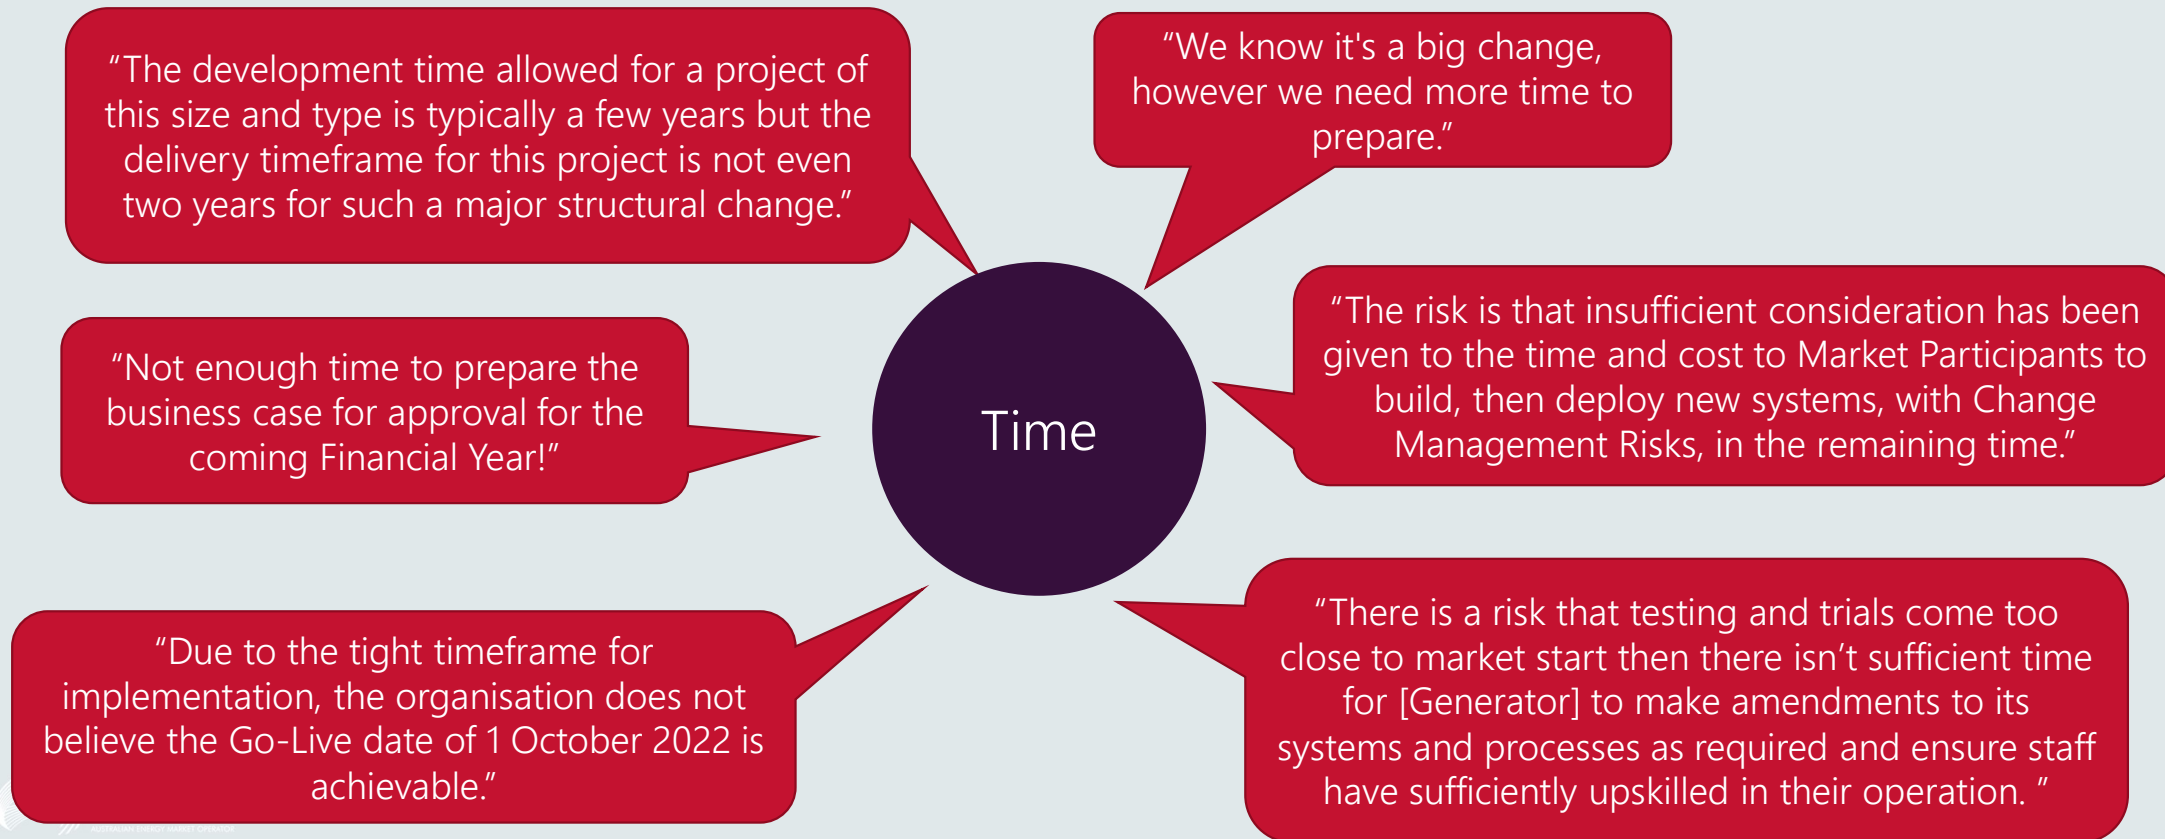 “The development time allowed for a project of
this size and type is typically a few years but the
delivery timeframe for this project is not even
two years for such a major structural change.”
“We know it's a big change,
however we need more time to
prepare.”
“Not enough time to prepare the
business case for approval for the
coming Financial Year!”
Time
“The risk is that insufficient consideration has been
given to the time and cost to Market Participants to
build, then deploy new systems, with Change
Management Risks, in the remaining time.”
“Due to the tight timeframe for
implementation, the organisation does not
believe the Go-Live date of 1 October 2022 is
achievable.”
“There is a risk that testing and trials come too
close to market start then there isn’t sufficient time
for [Generator] to make amendments to its
systems and processes as required and ensure staff
have sufficiently upskilled in their operation. ”
AUSTRALIAN ENERGY MARKET OPERATOR